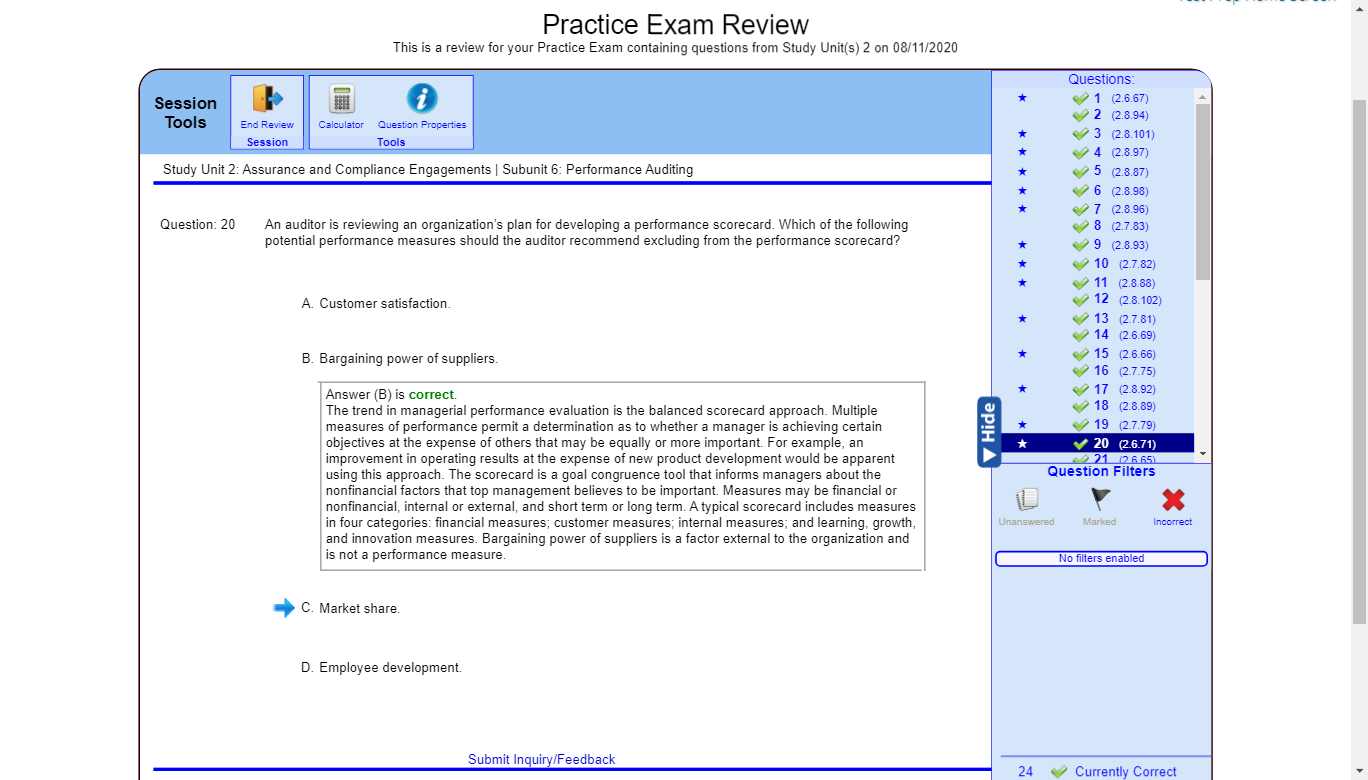 Practice Exam Review
This is a review for your Practice Exam containing questions from Study Unit(s) 2 on 08/11/2020
Session
Tools
End Review
Session
Calculator
Question Properties
Tools
Study Unit 2: Assurance and Compliance Engagements | Subunit 6: Performance Auditing
Question: 20
An auditor is reviewing an organization's plan for developing a performance scorecard. Which of the following
potential performance measures should the auditor recommend excluding from the performance scorecard?
A. Customer satisfaction.
B. Bargaining power of suppliers.
Answer (B) is correct.
The trend in managerial performance evaluation is the balanced scorecard approach. Multiple
measures of performance permit a determination as to whether a manager is achieving certain
objectives at the expense of others that may be equally or more important. For example, an
improvement in operating results at the expense of new product development would be apparent
using this approach. The scorecard is a goal congruence tool that informs managers about the
nonfinancial factors that top management believes to be important. Measures may be financial or
nonfinancial, internal or external, and short term or long term. A typical scorecard includes measures
in four categories: financial measures; customer measures; internal measures; and learning, growth,
and innovation measures. Bargaining power of suppliers is a factor external to the organization and
is not a performance measure.
C. Market share.
D. Employee development.
Submit Inquiry/Feedback
Questions:
1 (2.6.67)
2 (2.8.94)
3 (2.8.101)
4 (2.8.97)
5 (2.8.87)
6 (2.8.98)
7 (2.8.96)
8 (2.7.83)
9 (2.8.93)
10 (2.7.82)
11 (2.8.88)
12 (2.8.102)
13 (2.7.81)
14 (2.6.69)
15 (2.6.66)
16 (2.7.75)
17 (2.8.92)
18 (2.8.89)
19 (2.7.79)
20 (2.6.71)
21 (2.6.65)
Hide
Question Filters
Unanswered
Marked
Incorrect
No filters enabled
24 Currently Correct